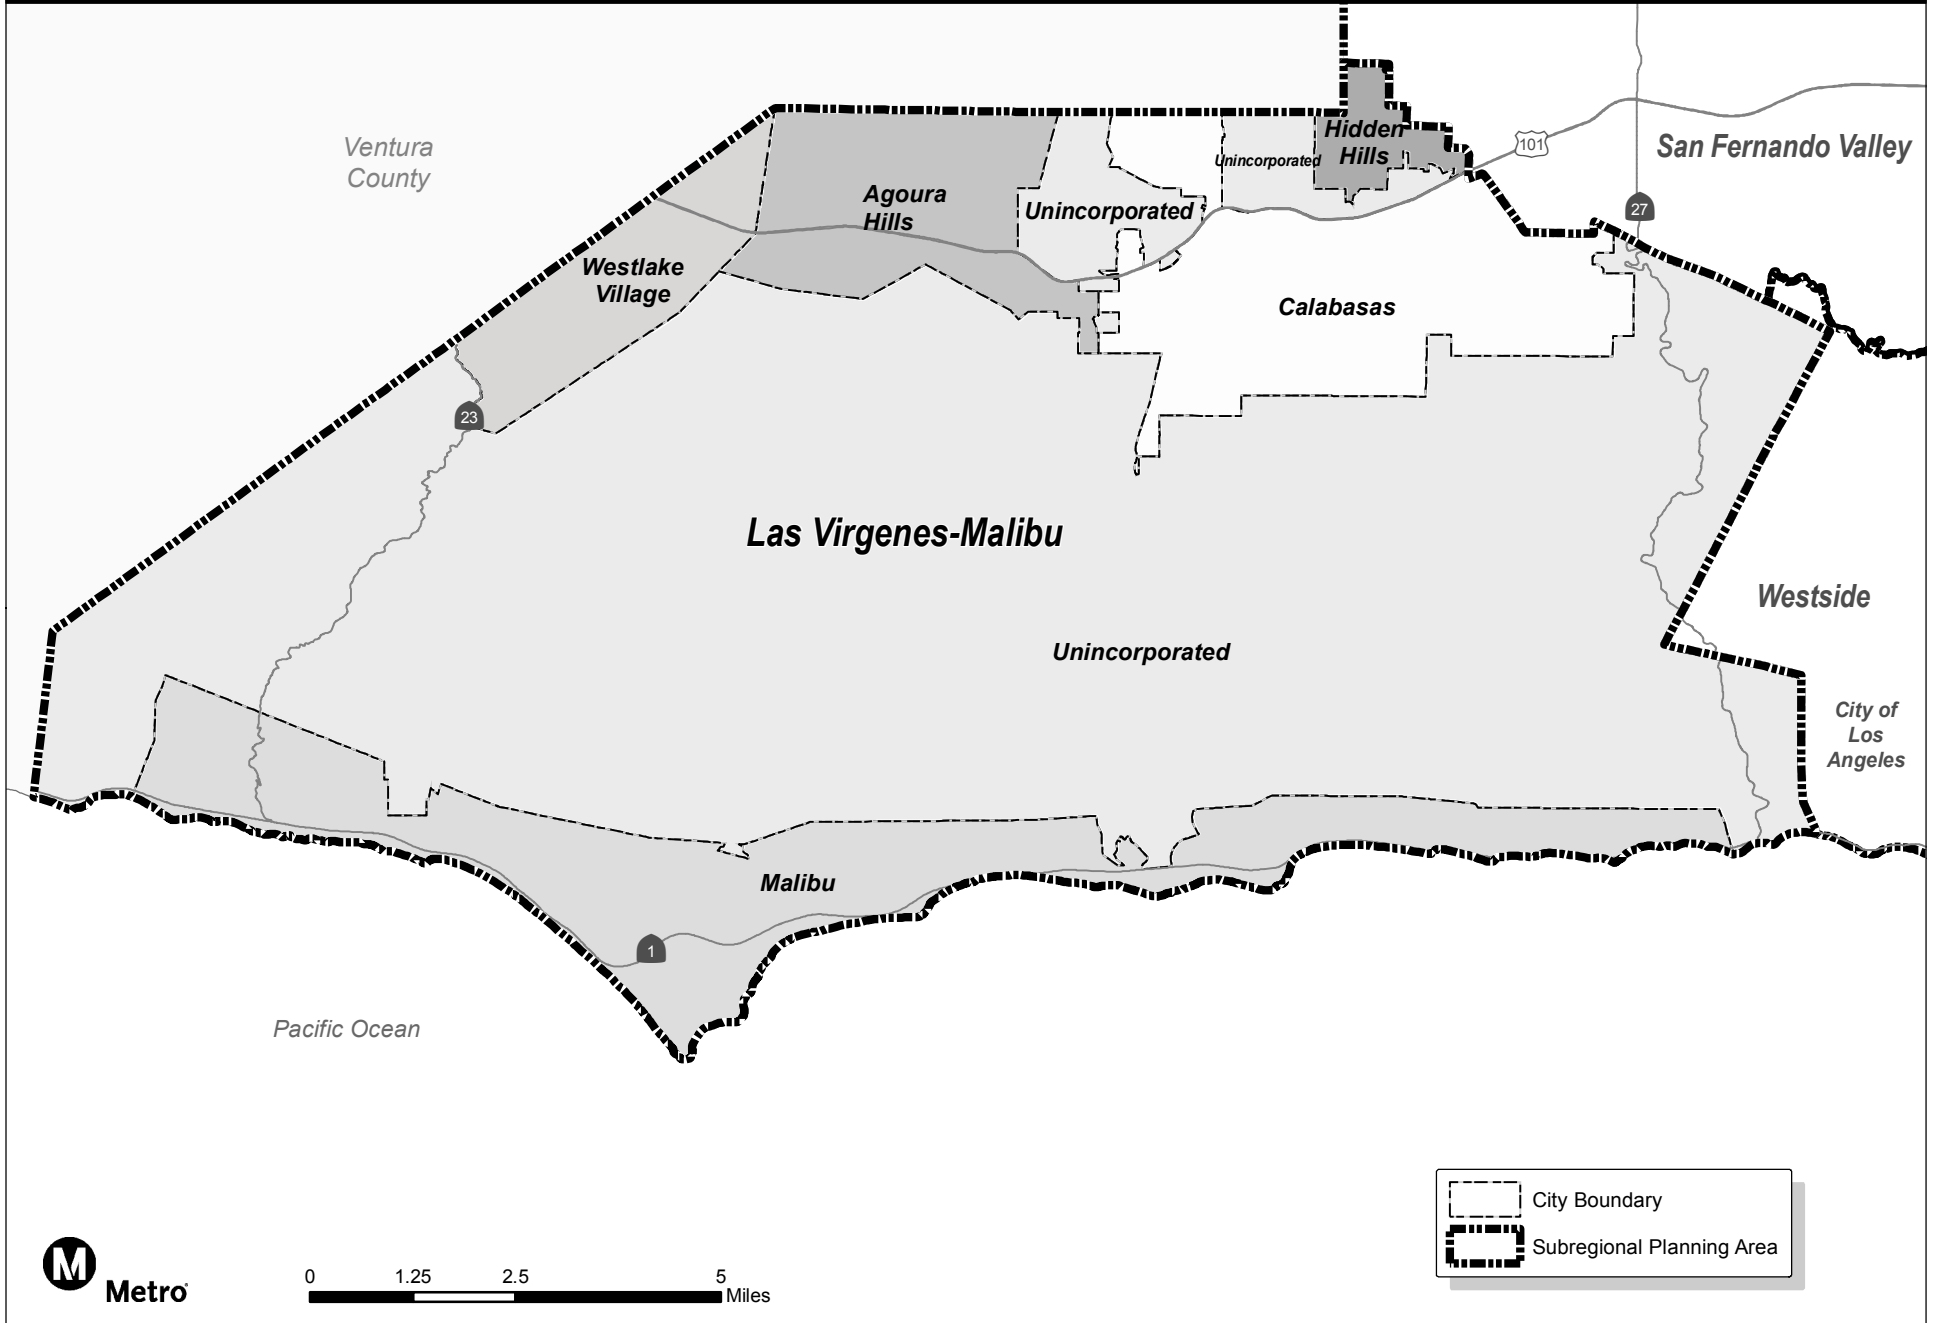 Ventura
County
Hidden
Hills
Unincorporated
101
San Fernando Valley
Agoura
Hills
Unincorporated
27
Westlake
Village
Calabasas
23
Las Virgenes-Malibu
Westside
Unincorporated
City of
Los
Angeles
Malibu
1
Pacific Ocean
City Boundary
Subregional Planning Area
M
Metro
0 1.25 2.5 5
Miles